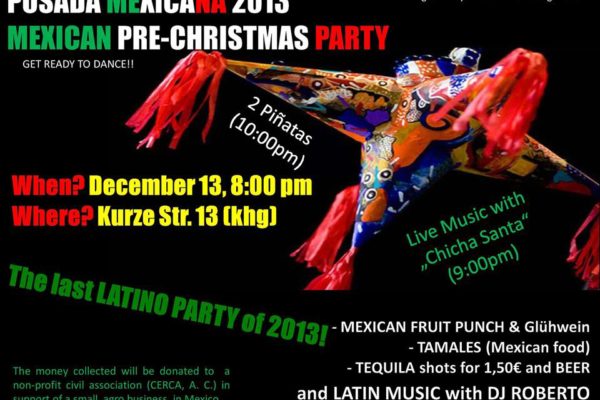 POSADA MEXICANA 2013
MEXICAN PRE-CHRISTMAS PARTY
GET READY TO DANCE!!
2 Piñatas
(10:00pm)
When? December 13, 8:00 pm
Where? Kurze Str. 13 (khg)
Live Music with
„Chicha Santa“
(9:00pm)
The last LATINO PARTY of 2013!
- MEXICAN FRUIT PUNCH & Glühwein
- TAMALES (Mexican food)
- TEQUILA shots for 1,50€ and BEER
and LATIN MUSIC with DJ ROBERTO
The money collected will be donated to a
non-profit civil association (CERCA, A. C.) in
support of a small agro business in Mexico